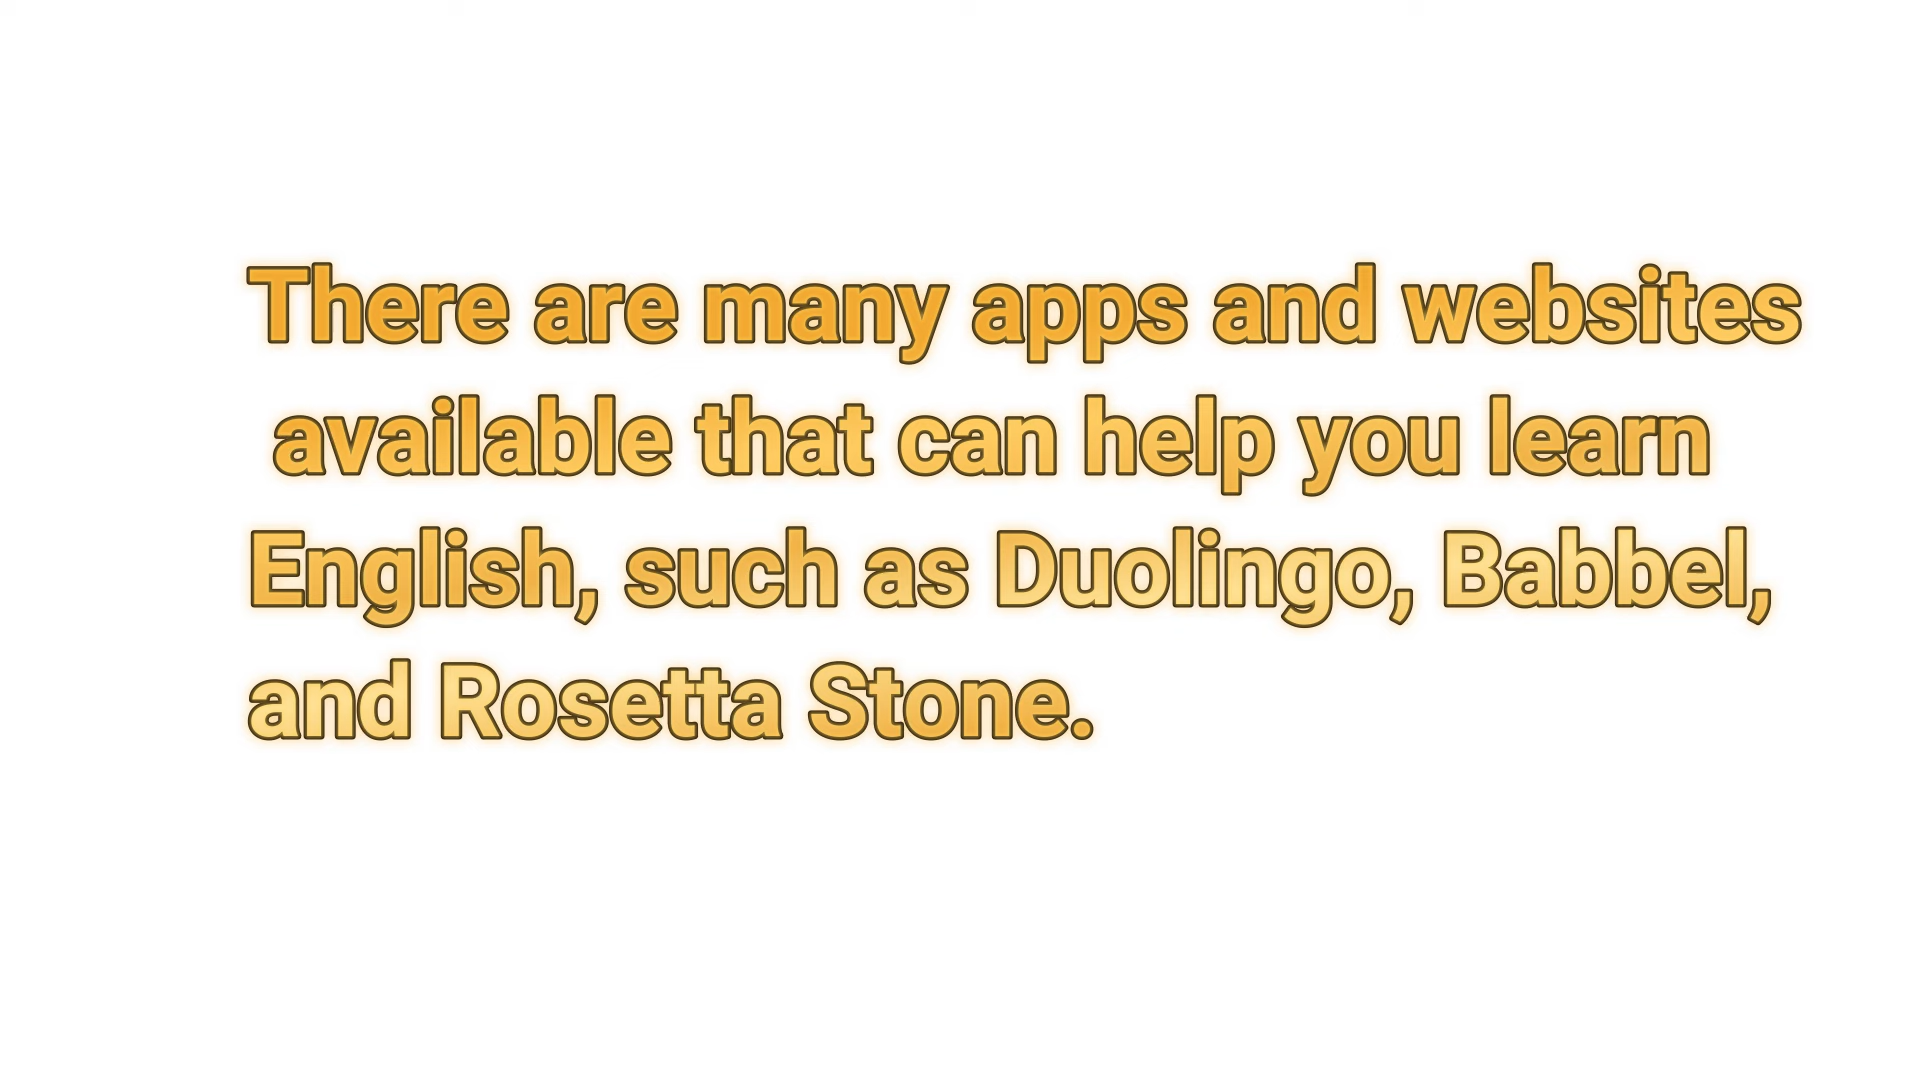 There are many apps and websites
available that can help you learn
English, such as Duolingo, Babbel,
and Rosetta Stone.